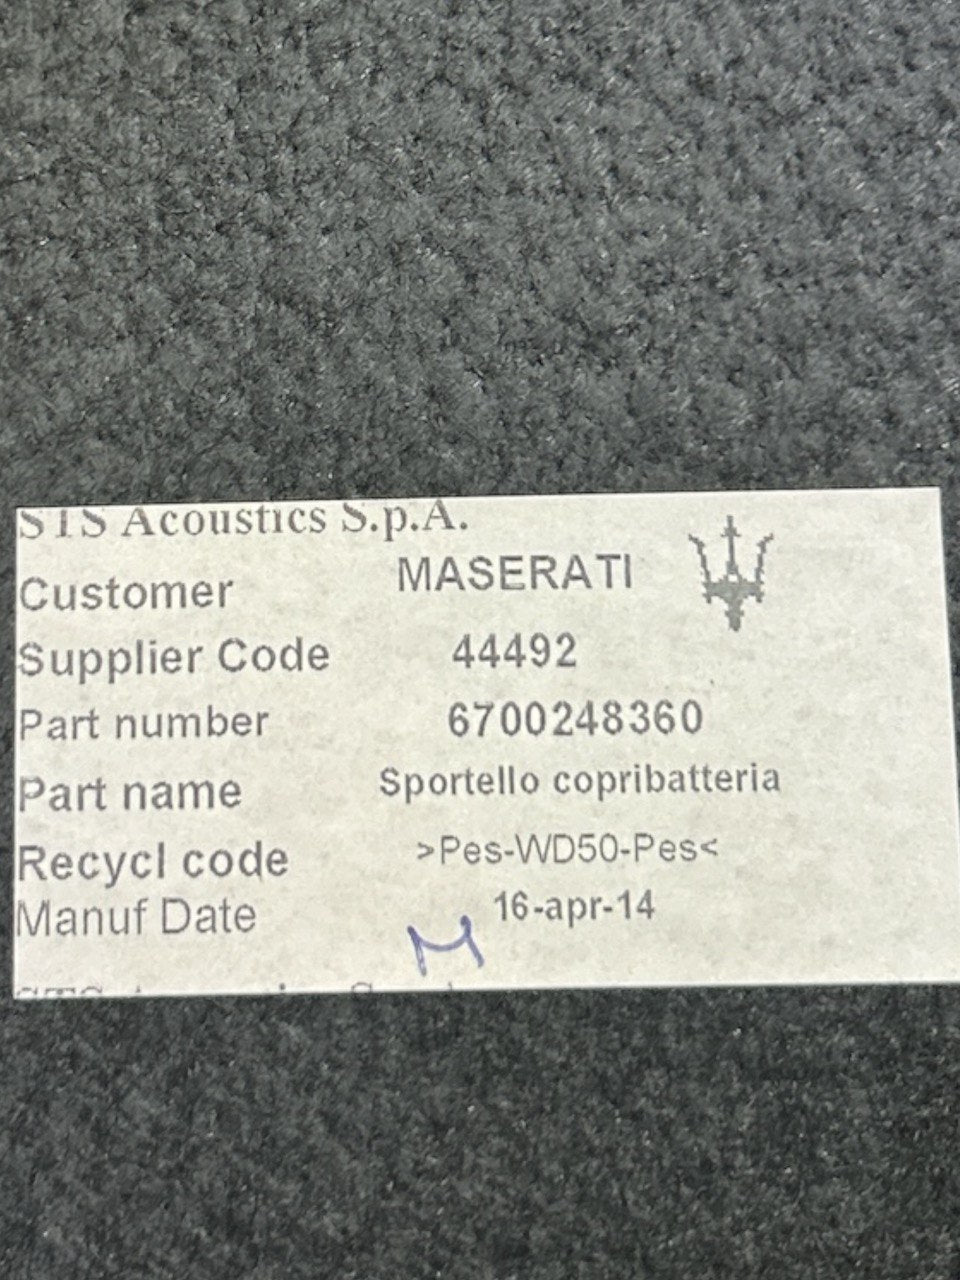 STS Acoustics S.p.A.
Customer MASERATI
Supplier Code 44492
Part number 6700248360
Part name Sportello copribatteria
Recycl code >Pes-WD50-Pes<
Manuf Date 16-apr-14
M